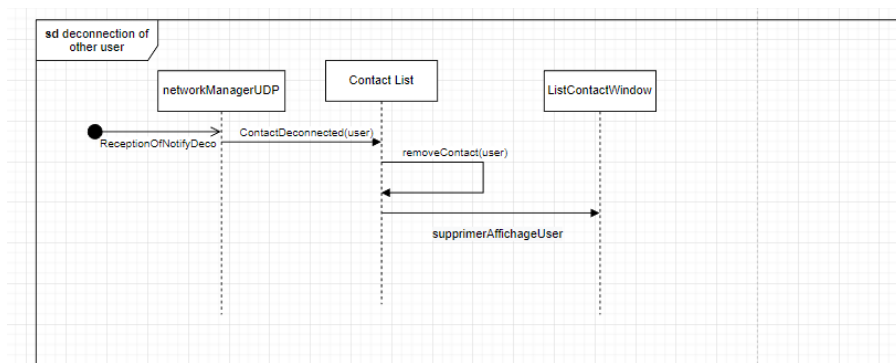 sd deconnection of
other user
networkManagerUDP
Contact List
ListContactWindow
ReceptionOfNotifyDeco
ContactDeconnected(user)
removeContact(user)
supprimerAffichageUser